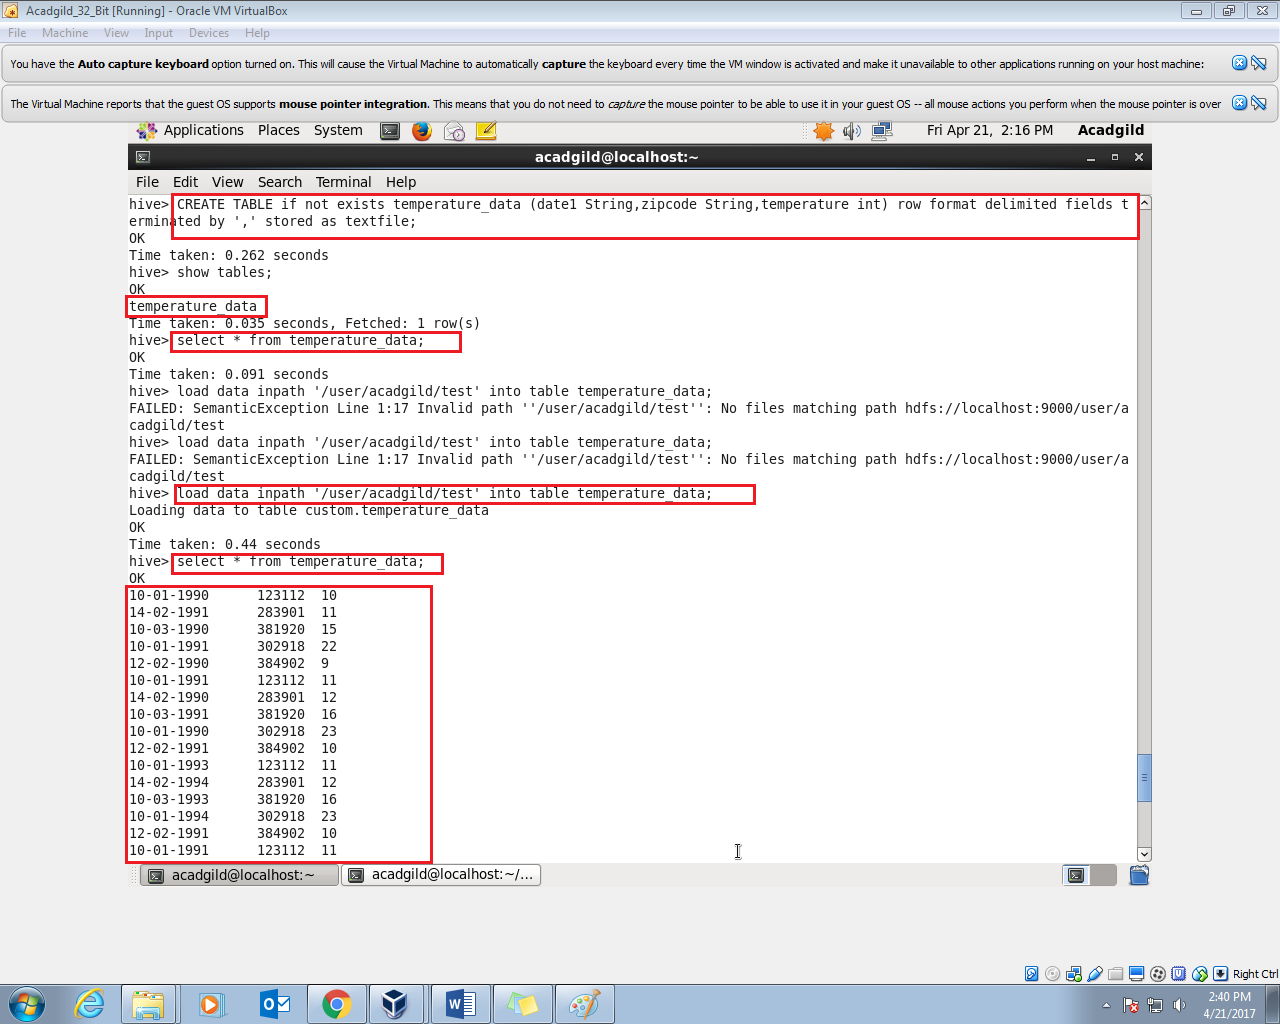 Acadgild_32_Bit [Running] - Oracle VM VirtualBox
File Machine View Input Devices Help
You have the Auto capture keyboard option turned on. This will cause the Virtual Machine to automatically capture the keyboard every time the VM window is activated and make it unavailable to other applications running on your host machine:
The Virtual Machine reports that the guest OS supports mouse pointer integration. This means that you do not need to capture the mouse pointer to be able to use it in your guest OS -- all mouse actions you perform when the mouse pointer is over
Applications Places System Fri Apr 21, 2:16 PM Acadgild
acadgild@localhost:~
File Edit View Search Terminal Help
hive> CREATE TABLE if not exists temperature_data (date1 String,zipcode String,temperature int) row format delimited fields t
erminated by ',' stored as textfile;
OK
Time taken: 0.262 seconds
hive> show tables;
OK
temperature_data
Time taken: 0.035 seconds, Fetched: 1 row(s)
hive> select * from temperature_data;
OK
Time taken: 0.091 seconds
hive> load data inpath '/user/acadgild/test' into table temperature_data;
FAILED: SemanticException Line 1:17 Invalid path ''/user/acadgild/test'': No files matching path hdfs://localhost:9000/user/a
cadgild/test
hive> load data inpath '/user/acadgild/test' into table temperature_data;
FAILED: SemanticException Line 1:17 Invalid path ''/user/acadgild/test'': No files matching path hdfs://localhost:9000/user/a
cadgild/test
hive> load data inpath '/user/acadgild/test' into table temperature_data;
Loading data to table custom.temperature_data
OK
Time taken: 0.44 seconds
hive> select * from temperature_data;
OK
10-01-1990 123112 10
14-02-1991 283901 11
10-03-1990 381920 15
10-01-1991 302918 22
12-02-1990 384902 9
10-01-1991 123112 11
14-02-1990 283901 12
10-03-1991 381920 16
10-01-1990 302918 23
12-02-1991 384902 10
10-01-1993 123112 11
14-02-1994 283901 12
10-03-1993 381920 16
10-01-1994 302918 23
12-02-1991 384902 10
10-01-1991 123112 11
acadgild@localhost:~ acadgild@localhost:~/...
Right Ctrl
2:40 PM
4/21/2017